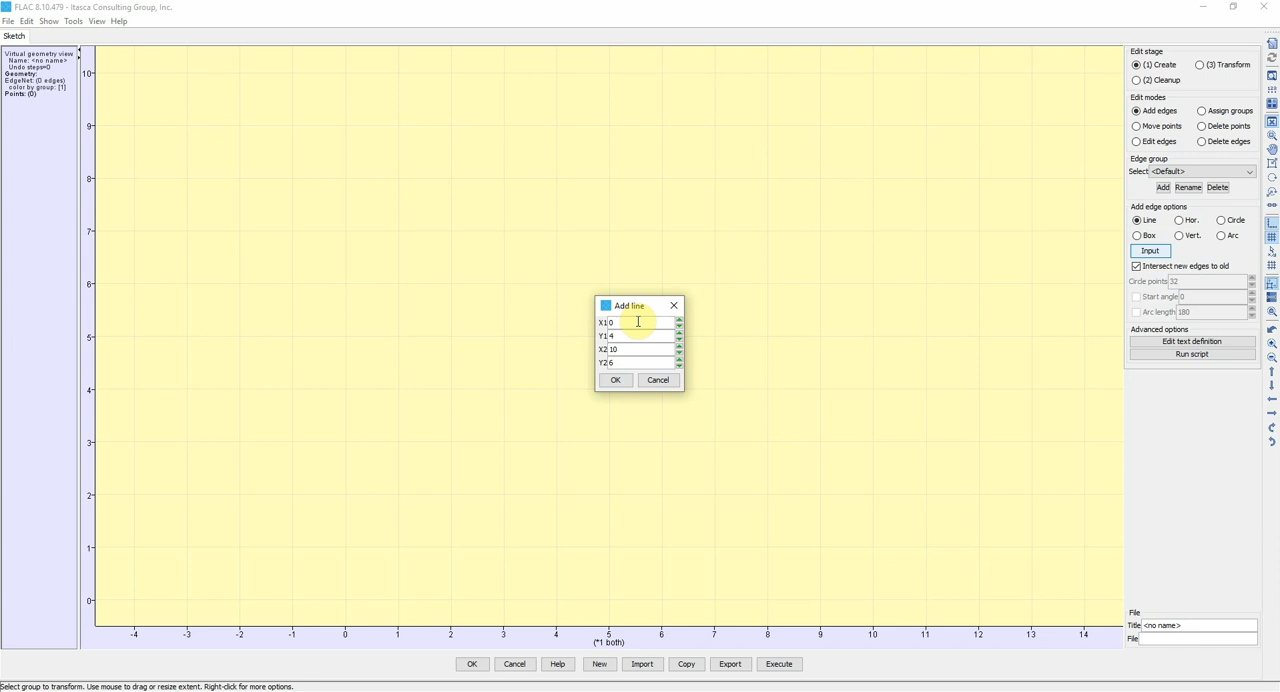 FLAC 8.10.479 - Itasca Consulting Group, Inc.
File Edit Show Tools View Help
Sketch
Virtual geometry view
Name: <no name>
Undo steps=0
Geometry:
EdgeNet: (0 edges)
color by group: [1]
Points: (0)
10
9
8
7
6
5
4
3
2
1
0
-4 -3 -2 -1 0 1 2 3 4 5 6 7 8 9 10 11 12 13 14
(*1 both)
Add line
X1 0
Y1 4
X2 10
Y2 6
OK Cancel
Edit stage
(1) Create (3) Transform
(2) Cleanup
Edit modes
Add edges Assign groups
Move points Delete points
Edit edges Delete edges
Edge group
Select <Default>
Add Rename Delete
Add edge options
Line Hor. Circle
Box Vert. Arc
Input
Intersect new edges to old
Circle points 32
Start angle 0
Arc length 180
Advanced options
Edit text definition
Run script
File
Title <no name>
File
OK Cancel Help New Import Copy Export Execute
Select group to transform. Use mouse to drag or resize extent. Right-click for more options.